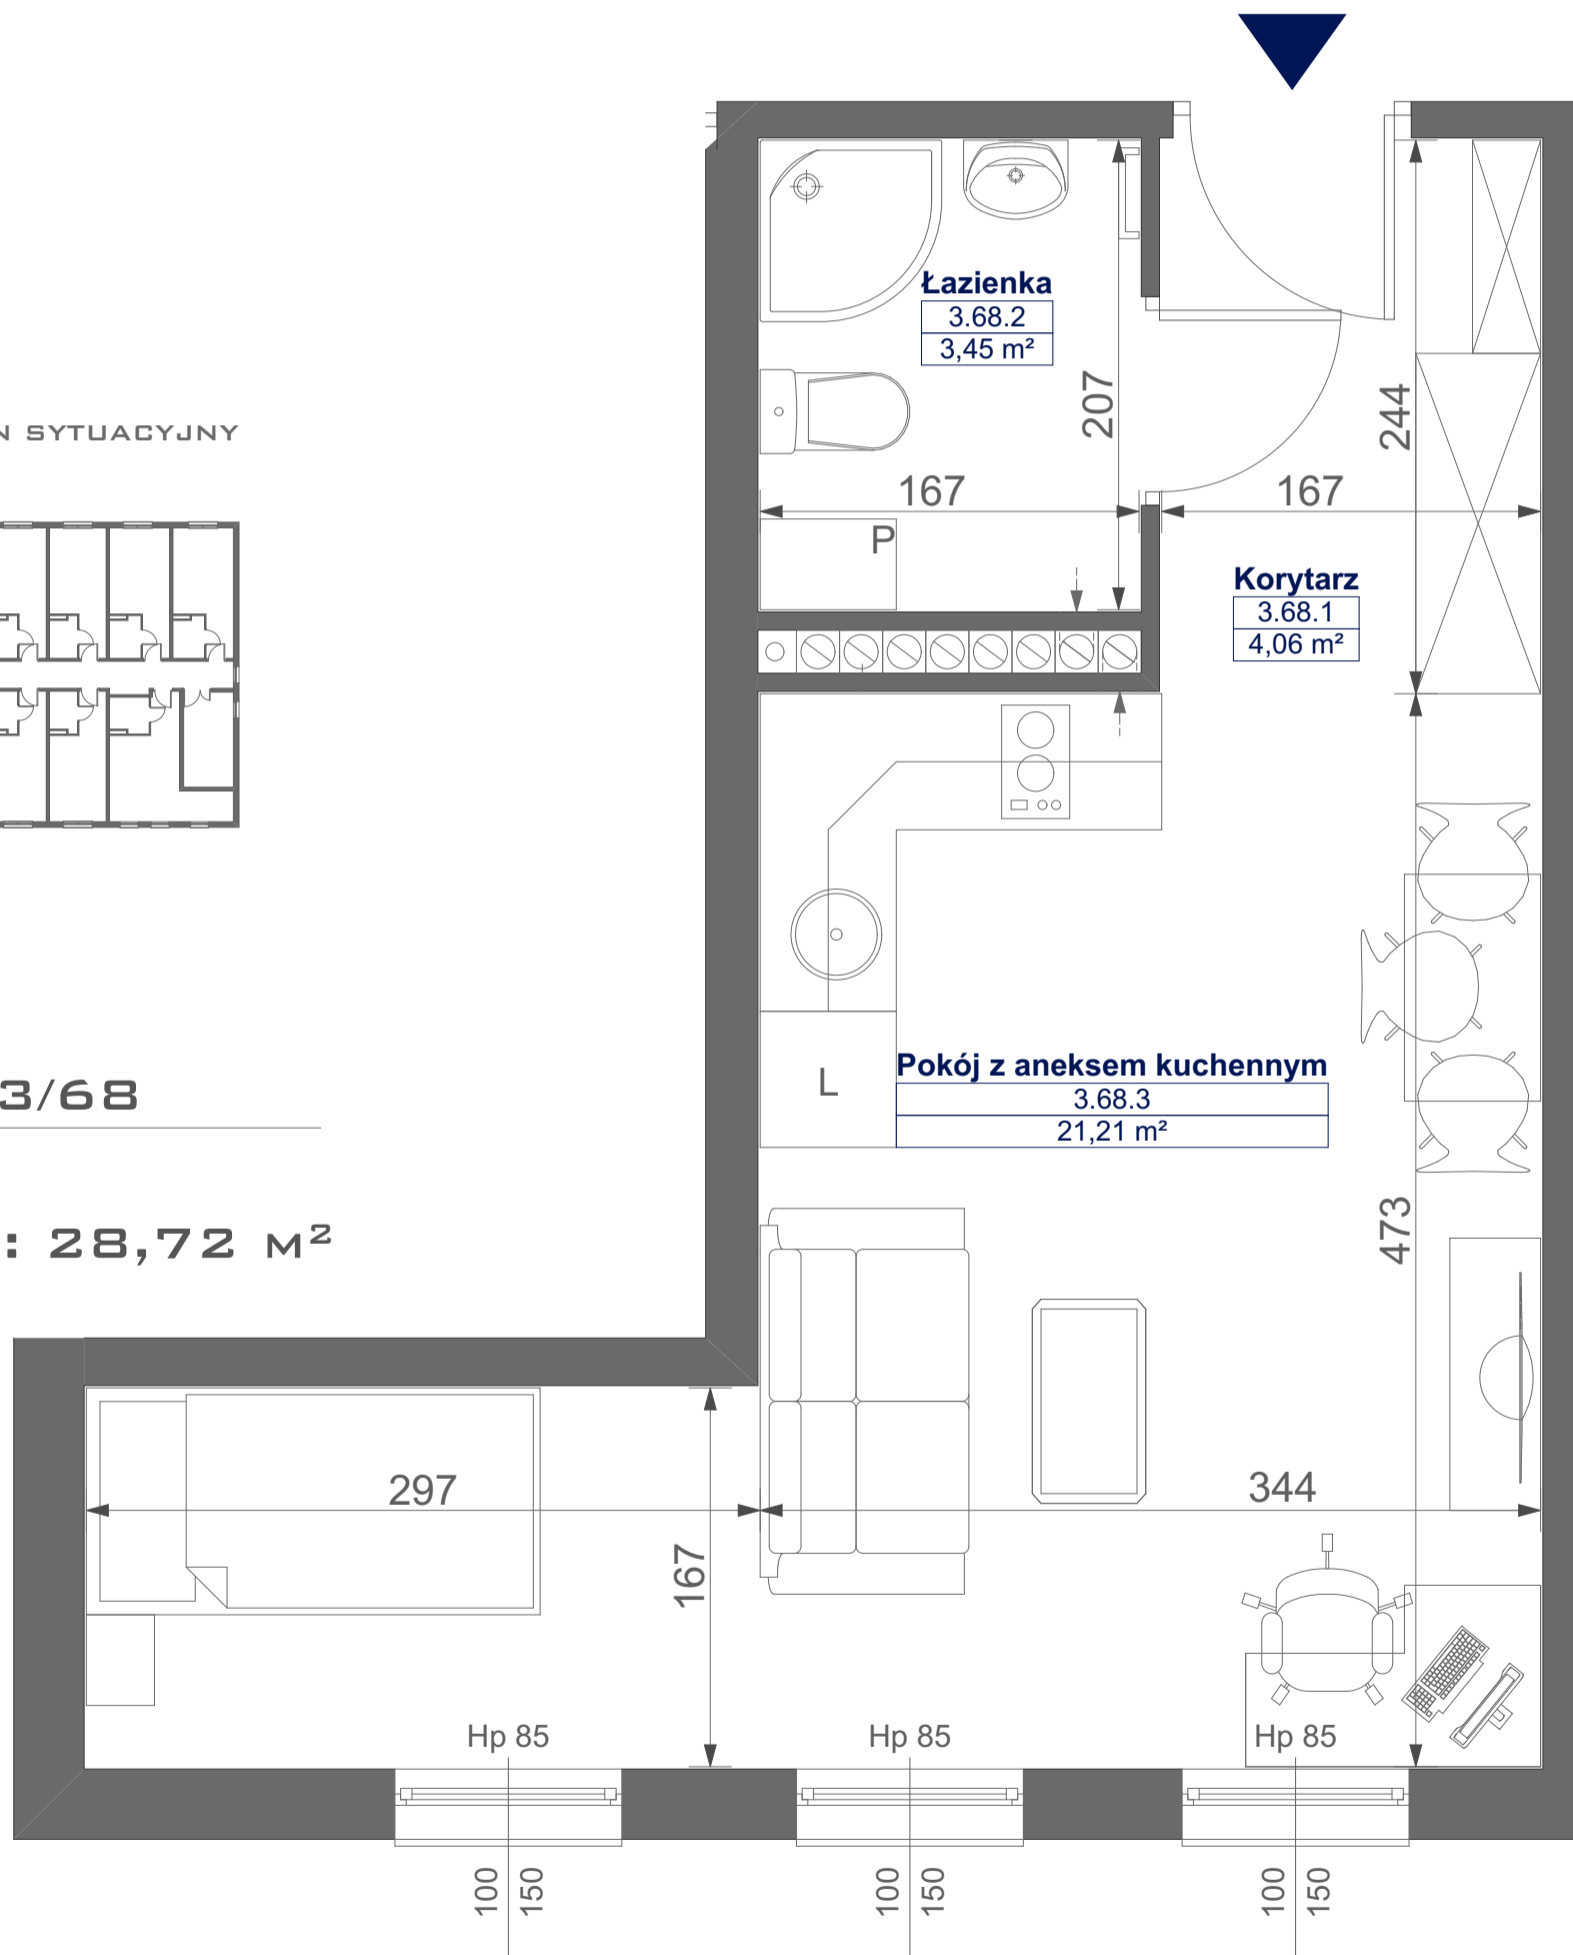 Łazienka
3.68.2
3,45 m²
207
244
N SYTUACYJNY
167
167
P
Korytarz
3.68.1
4,06 m²
3/68
Pokój z aneksem kuchennym
3.68.3
21,21 m²
L
: 28,72 M²
473
297
344
167
Hp 85
Hp 85
Hp 85
100
150
100
150
100
150